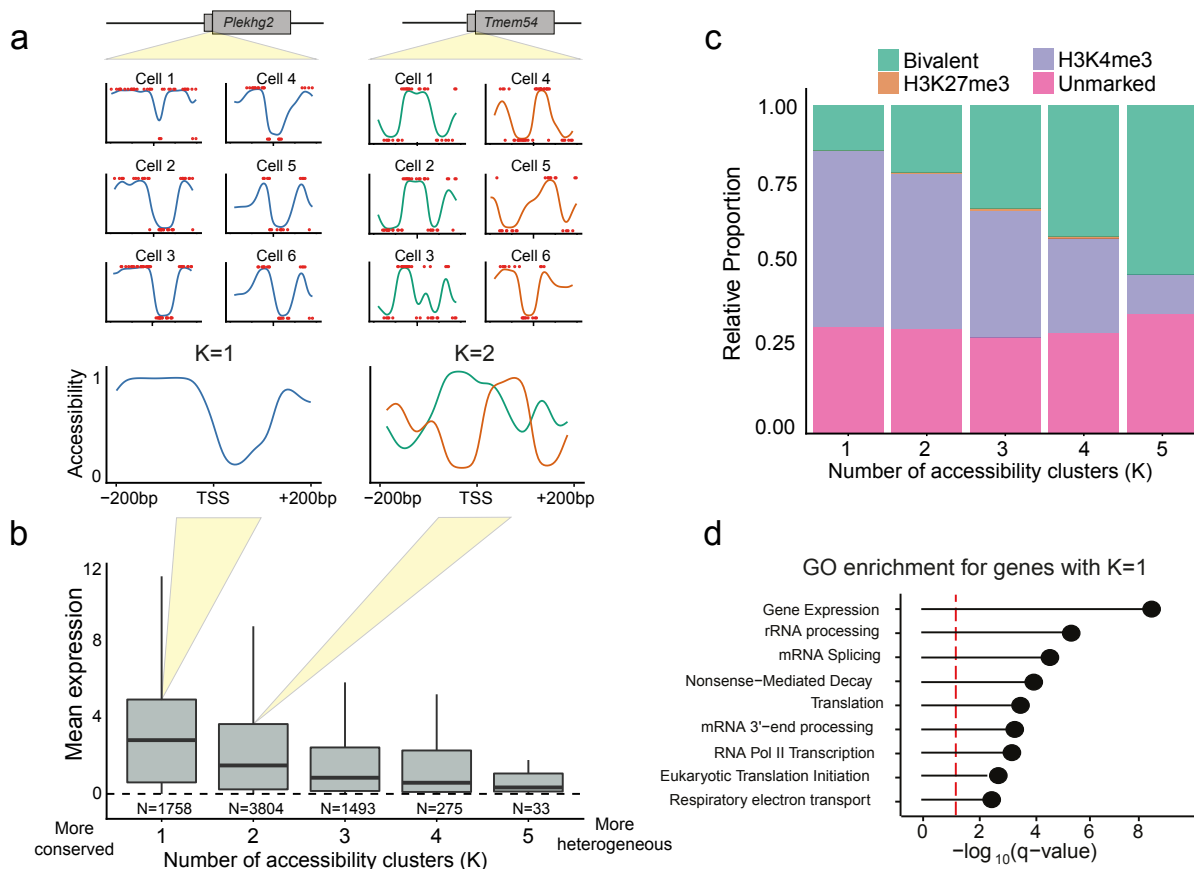 a
Plekhg2
Tmem54
Cell 1
Cell 4
Cell 1
Cell 4
Cell 2
Cell 5
Cell 2
Cell 5
Cell 3
Cell 6
Cell 3
Cell 6
K=1
K=2
Accessibility
1
0
−200bp
TSS
+200bp
−200bp
TSS
+200bp
b
Mean expression
12
8
4
0
N=1758
N=3804
N=1493
N=275
N=33
More
conserved
1
2
3
4
5
More
heterogeneous
Number of accessibility clusters (K)
c
Bivalent
H3K4me3
H3K27me3
Unmarked
Relative Proportion
1.00
0.75
0.50
0.25
0.00
1
2
3
4
5
Number of accessibility clusters (K)
d
GO enrichment for genes with K=1
Gene Expression
rRNA processing
mRNA Splicing
Nonsense−Mediated Decay
Translation
mRNA 3'−end processing
RNA Pol II Transcription
Eukaryotic Translation Initiation
Respiratory electron transport
0
2
4
6
8
−log10(q−value)